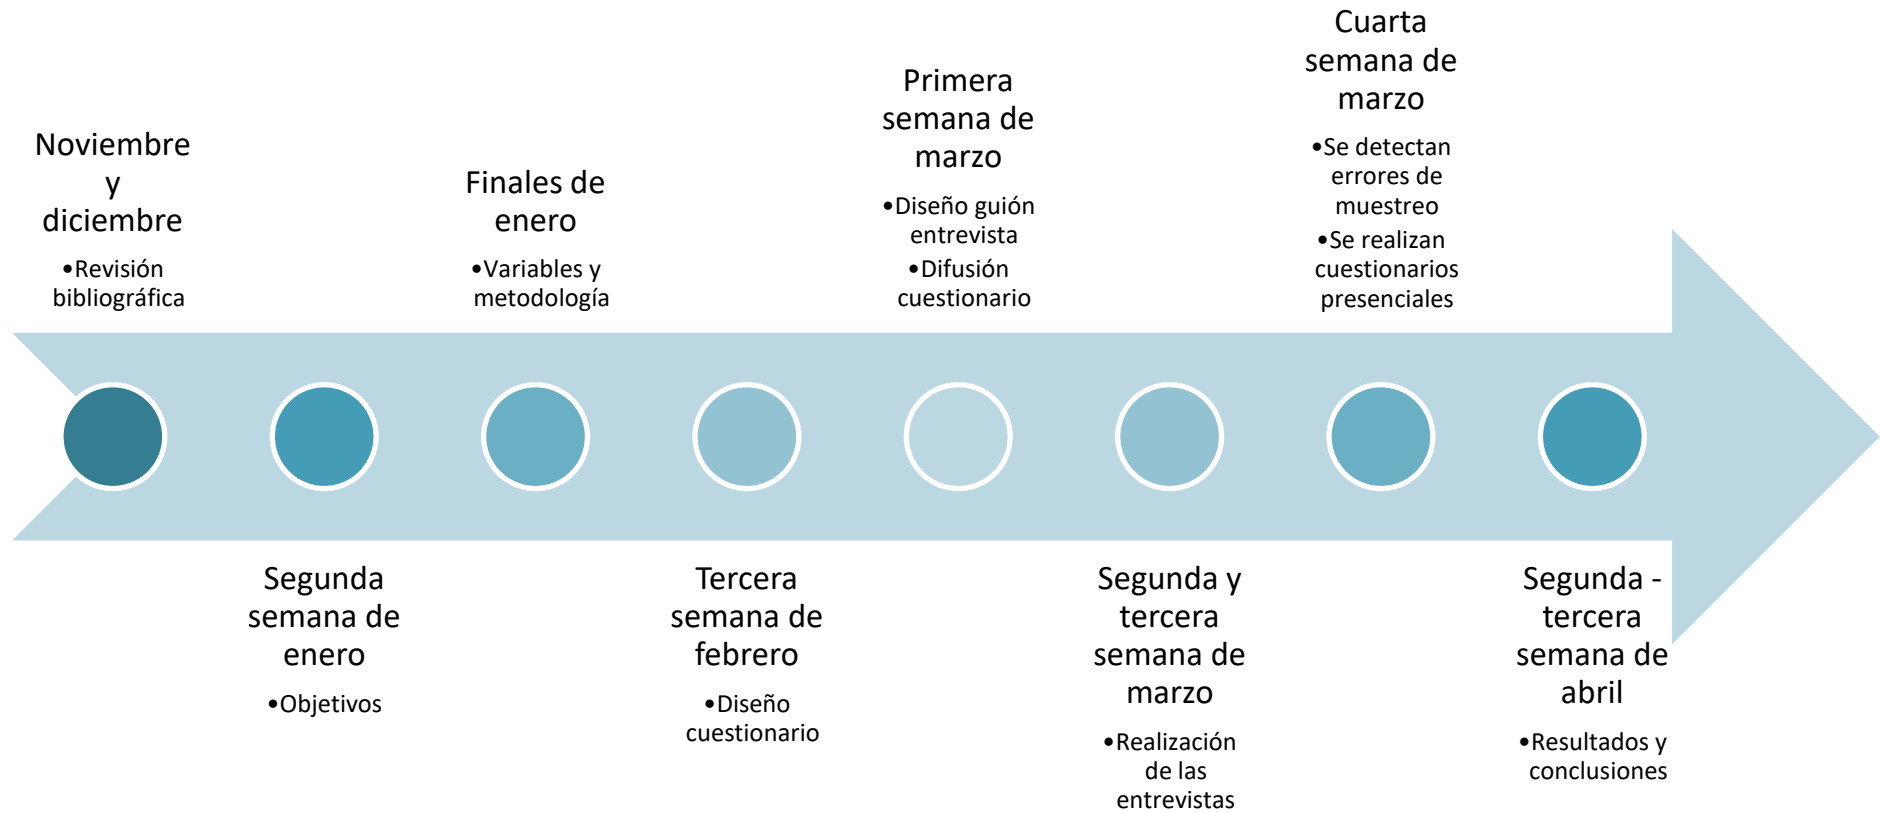 Noviembre
y
diciembre
•Revisión
bibliográfica
Segunda
semana de
enero
•Objetivos
Finales de
enero
•Variables y
metodología
Tercera
semana de
febrero
•Diseño
cuestionario
Primera
semana de
marzo
•Diseño guión
entrevista
•Difusión
cuestionario
Segunda y
tercera
semana de
marzo
•Realización
de las
entrevistas
Cuarta
semana de
marzo
•Se detectan
errores de
muestreo
•Se realizan
cuestionarios
presenciales
Segunda -
tercera
semana de
abril
•Resultados y
conclusiones